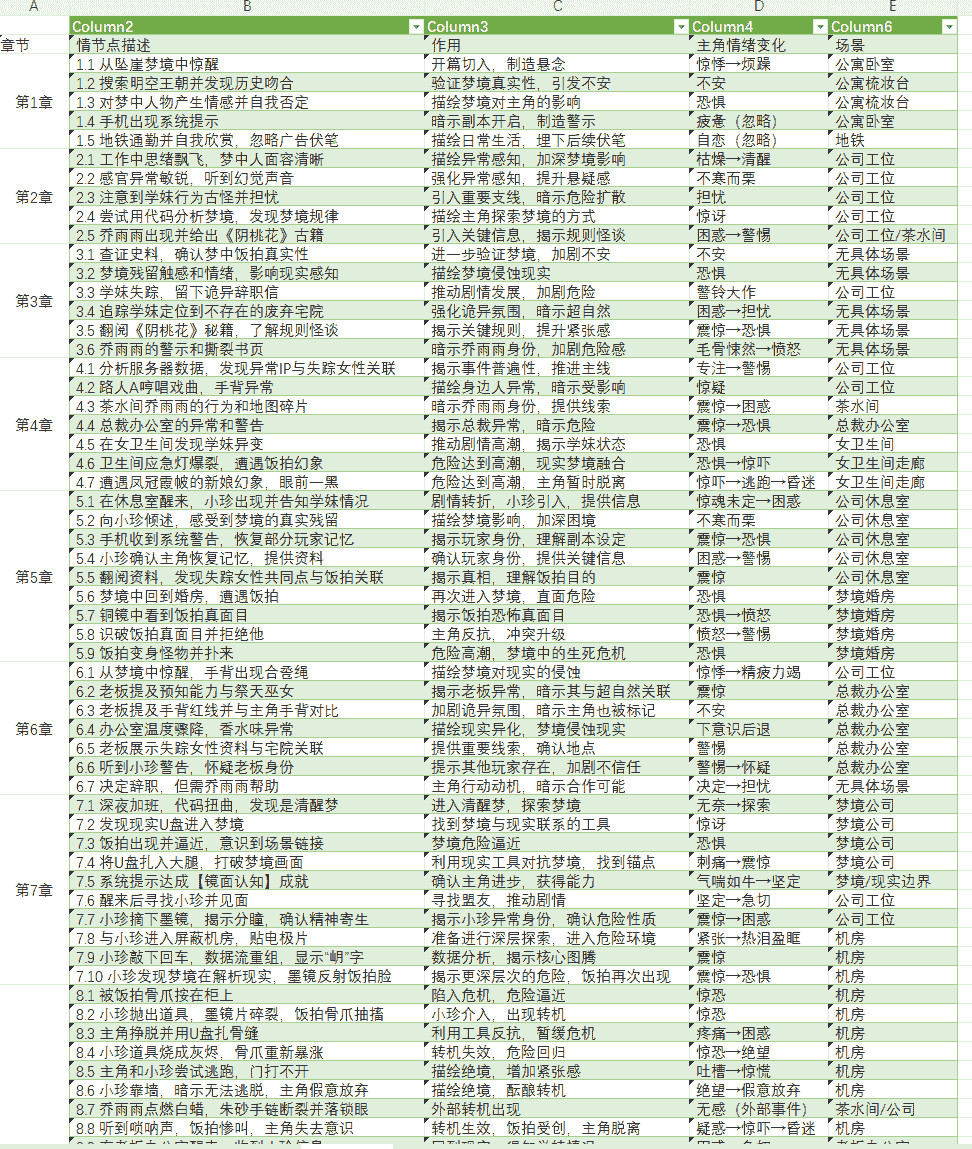 A B C D E
Column2 Column3 Column4 Column6
章节 情节点描述 作用 主角情绪变化 场景
1.1 从坠崖梦境中惊醒 开篇切入，制造悬念 惊悸→烦躁 公寓卧室
1.2 搜索明空王朝并发现历史吻合 验证梦境真实性，引发不安 不安 公寓梳妆台
第1章 1.3 对梦中人物产生情感并自我否定 描绘梦境对主角的影响 恐惧 公寓梳妆台
1.4 手机出现系统提示 暗示副本开启，制造警示 疲惫（忽略） 公寓卧室
1.5 地铁通勤并自我欣赏，忽略广告伏笔 描绘日常生活，埋下后续伏笔 自恋（忽略） 地铁
2.1 工作中思绪飘飞，梦中人面容清晰 描绘异常感知，加深梦境影响 枯燥→清醒 公司工位
2.2 感官异常敏锐，听到幻觉声音 强化异常感知，提升悬疑感 不寒而栗 公司工位
第2章 2.3 注意到学妹行为古怪并担忧 引入重要支线，暗示危险扩散 担忧 公司工位
2.4 尝试用代码分析梦境，发现梦境规律 描绘主角探索梦境的方式 惊讶 公司工位
2.5 乔雨雨出现并给出《阴桃花》古籍 引入关键信息，揭示规则怪谈 困惑→警惕 公司工位/茶水间
3.1 查证史料，确认梦中饭拍真实性 进一步验证梦境，加剧不安 不安 无具体场景
3.2 梦境残留触感和情绪，影响现实感知 描绘梦境侵蚀现实 恐惧 无具体场景
第3章 3.3 学妹失踪，留下诡异辞职信 推动剧情发展，加剧危险 警铃大作 公司工位
3.4 追踪学妹定位到不存在的废弃宅院 强化诡异氛围，暗示超自然 困惑→担忧 无具体场景
3.5 翻阅《阴桃花》秘籍，了解规则怪谈 揭示关键规则，提升紧张感 震惊→恐惧 无具体场景
3.6 乔雨雨的警示和撕裂书页 暗示乔雨雨身份，加剧危险感 毛骨悚然→愤怒 无具体场景
4.1 分析服务器数据，发现异常IP与失踪女性关联 揭示事件普遍性，推进主线 专注→警惕 公司工位
4.2 路人A哼唱戏曲，手背异常 描绘身边人异常，暗示受影响 惊疑 公司工位
4.3 茶水间乔雨雨的行为和地图碎片 暗示乔雨雨身份，提供线索 震惊→困惑 茶水间
第4章 4.4 总裁办公室的异常和警告 揭示总裁异常，暗示危险 震惊→恐惧 总裁办公室
4.5 在女卫生间发现学妹异变 推动剧情高潮，揭示学妹状态 恐惧 女卫生间
4.6 卫生间应急灯爆裂，遭遇饭拍幻象 危险达到高潮，现实梦境融合 恐惧→惊吓 女卫生间走廊
4.7 遭遇凤冠霞帔的新娘幻象，眼前一黑 危险达到高潮，主角暂时脱离 惊吓→逃跑→昏迷 女卫生间走廊
5.1 在休息室醒来，小珍出现并告知学妹情况 剧情转折，小珍引入，提供信息 惊魂未定→困惑 公司休息室
5.2 向小珍倾述，感受到梦境的真实残留 描绘梦境影响，加深困境 不寒而栗 公司休息室
5.3 手机收到系统警告，恢复部分玩家记忆 揭示玩家身份，理解副本设定 震惊→恐惧 公司休息室
5.4 小珍确认主角恢复记忆，提供资料 确认玩家身份，提供关键信息 困惑→警惕 公司休息室
第5章 5.5 翻阅资料，发现失踪女性共同点与饭拍关联 揭示真相，理解饭拍目的 震惊 公司休息室
5.6 梦境中回到婚房，遭遇饭拍 再次进入梦境，直面危险 恐惧 梦境婚房
5.7 铜镜中看到饭拍真面目 揭示饭拍恐怖真面目 恐惧→愤怒 梦境婚房
5.8 识破饭拍真面目并拒绝他 主角反抗，冲突升级 愤怒→警惕 梦境婚房
5.9 饭拍变身怪物并扑来 危险高潮，梦境中的生死危机 恐惧 梦境婚房
6.1 从梦境中惊醒，手背出现合卺绳 描绘梦境对现实的侵蚀 惊悸→精疲力竭 公司工位
6.2 老板提及预知能力与祭天巫女 揭示老板异常，暗示其与超自然关联 震惊 总裁办公室
6.3 老板提及手背红线并与主角手背对比 加剧诡异氛围，暗示主角也被标记 不安 总裁办公室
第6章 6.4 办公室温度骤降，香水味异常 描绘现实异化，梦境侵蚀现实 下意识后退 总裁办公室
6.5 老板展示失踪女性资料与宅院关联 提供重要线索，确认地点 警惕 总裁办公室
6.6 听到小珍警告，怀疑老板身份 提示其他玩家存在，加剧不信任 警惕→怀疑 总裁办公室
6.7 决定辞职，但需乔雨雨帮助 主角行动动机，暗示合作可能 决定→担忧 无具体场景
7.1 深夜加班，代码扭曲，发现是清醒梦 进入清醒梦，探索梦境 无奈→探索 梦境公司
7.2 发现现实U盘进入梦境 找到梦境与现实联系的工具 惊讶 梦境公司
7.3 饭拍出现并逼近，意识到场景链接 梦境危险逼近 恐惧 梦境公司
7.4 将U盘扎入大腿，打破梦境画面 利用现实工具对抗梦境，找到锚点 刺痛→震惊 梦境公司
第7章 7.5 系统提示达成【镜面认知】成就 确认主角进步，获得能力 气喘如牛→坚定 梦境/现实边界
7.6 醒来后寻找小珍并见面 寻找盟友，推动剧情 坚定→急切 公司工位
7.7 小珍摘下墨镜，揭示分瞳，确认精神寄生 揭示小珍异常身份，确认危险性质 震惊→困惑 公司工位
7.8 与小珍进入屏蔽机房，贴电极片 准备进行深层探索，进入危险环境 紧张→热泪盈眶 机房
7.9 小珍敲下回车，数据流重组，显示“岄”字 数据分析，揭示核心图腾 震惊 机房
7.10 小珍发现梦境在解析现实，墨镜反射饭拍脸 揭示更深层次的危险，饭拍再次出现 震惊→恐惧 机房
8.1 被饭拍骨爪按在柜上 陷入危机，危险逼近 惊恐 机房
8.2 小珍抛出道具，墨镜片碎裂，饭拍骨爪抽搐 小珍介入，出现转机 惊恐 机房
8.3 主角挣脱并用U盘扎骨缝 利用工具反抗，暂缓危机 疼痛→困惑 机房
8.4 小珍道具烧成灰烬，骨爪重新暴涨 转机失效，危险回归 惊恐→绝望 机房
8.5 主角和小珍尝试逃跑，门打不开 描绘绝境，增加紧张感 吐槽→惊慌 机房
8.6 小珍靠墙，暗示无法逃脱，主角假意放弃 描绘绝境，酝酿转机 绝望→假意放弃 机房
8.7 乔雨雨点燃白蜡，朱砂手链断裂并落锁眼 外部转机出现 无感（外部事件） 茶水间/公司
8.8 听到唢呐声，饭拍惨叫，主角失去意识 转机生效，饭拍受创，主角脱离 疑惑→惊吓→昏迷 机房